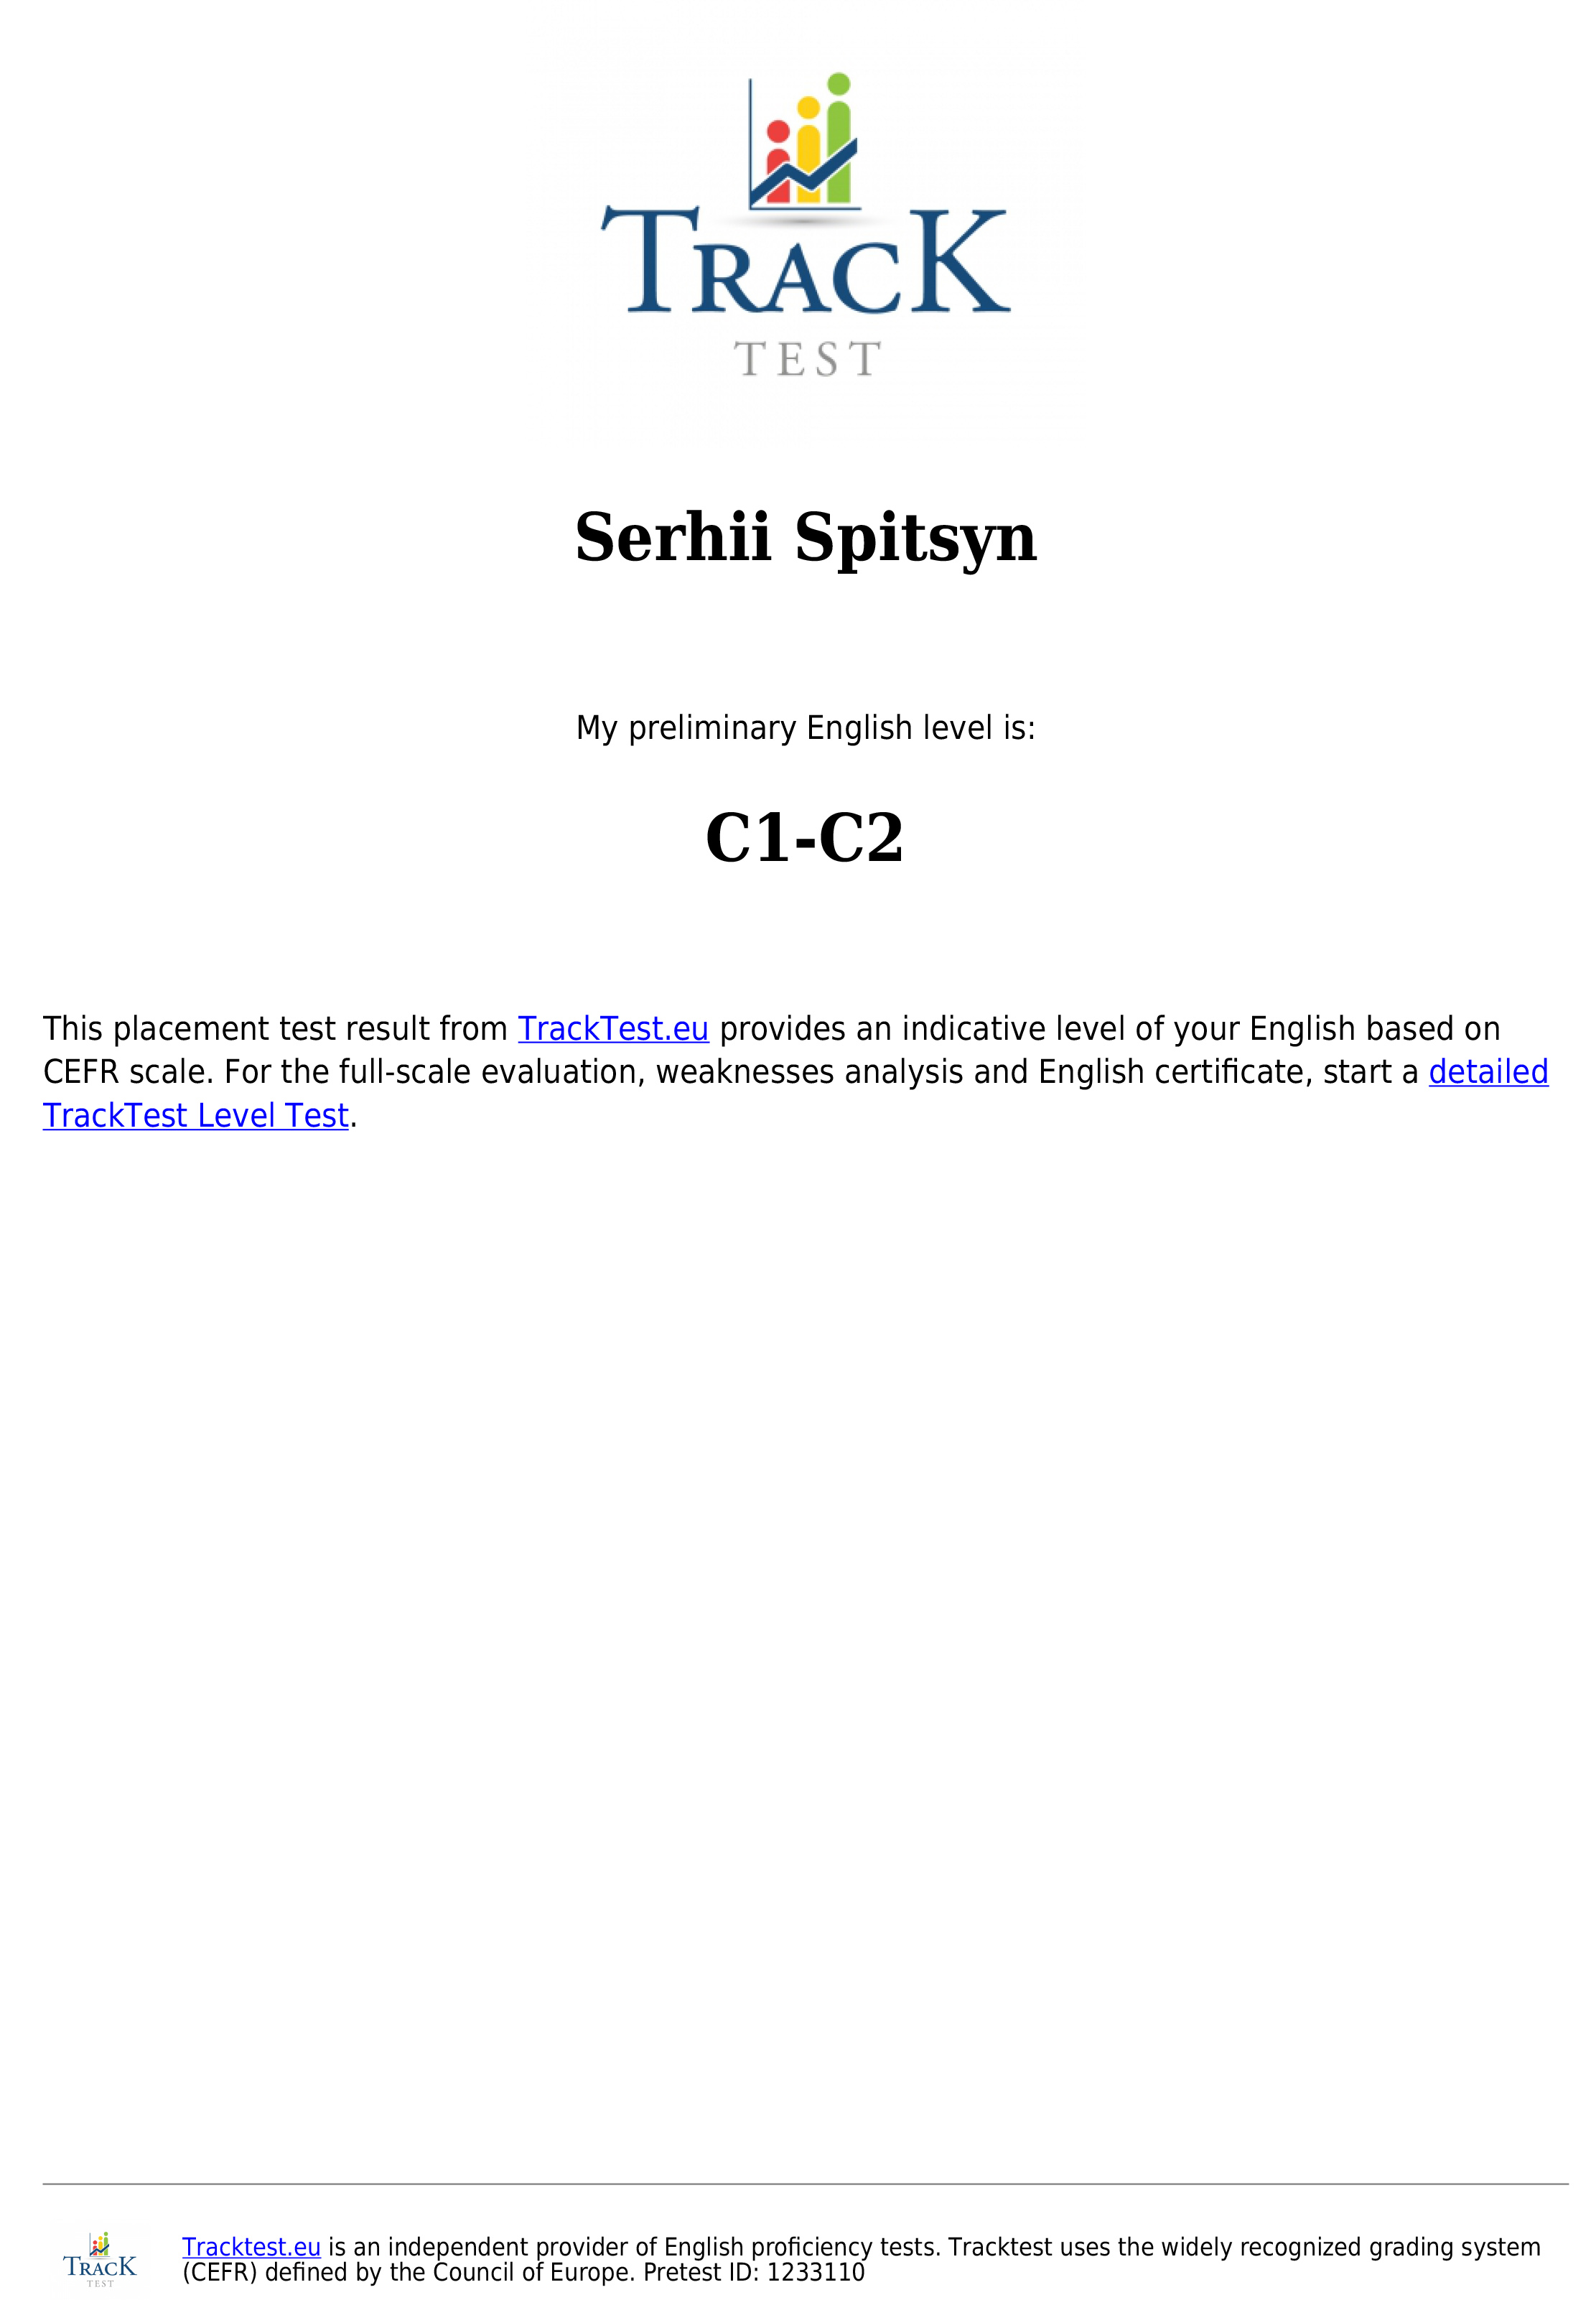 TRACK
TEST
Serhii Spitsyn
My preliminary English level is:
C1-C2
This placement test result from TrackTest.eu provides an indicative level of your English based on
CEFR scale. For the full-scale evaluation, weaknesses analysis and English certificate, start a detailed
TrackTest Level Test.
TRACK
TEST
Tracktest.eu is an independent provider of English proficiency tests. Tracktest uses the widely recognized grading system
(CEFR) defined by the Council of Europe. Pretest ID: 1233110